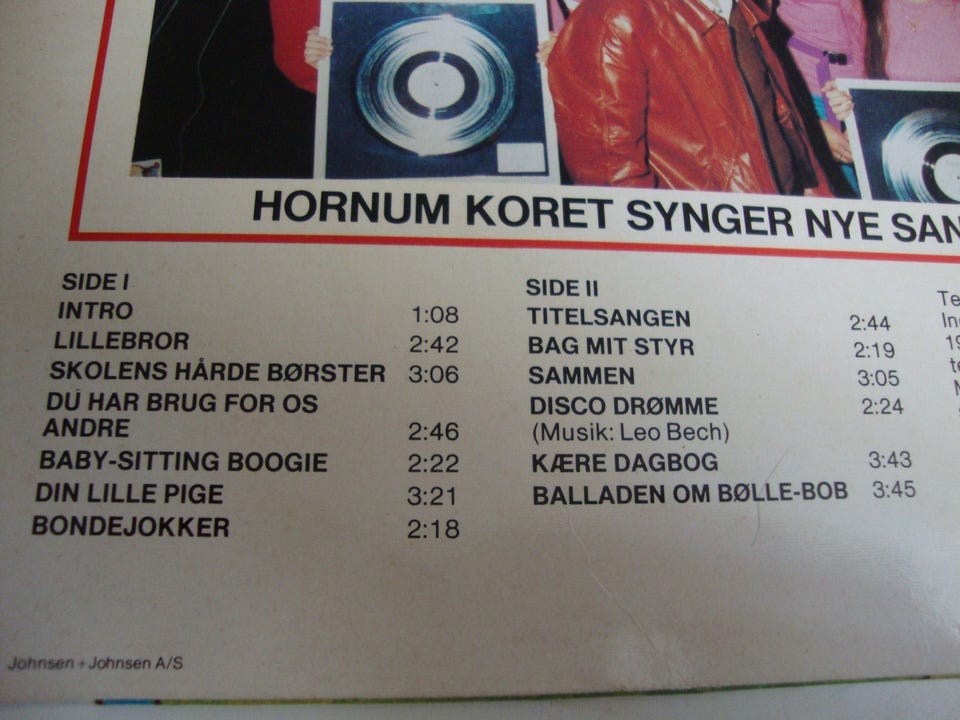 HORNUM KORET SYNGER NYE
SIDE I
INTRO 1:08
LILLEBROR 2:42
SKOLENS HÅRDE BØRSTER 3:06
DU HAR BRUG FOR OS
ANDRE 2:46
BABY-SITTING BOOGIE 2:22
DIN LILLE PIGE 3:21
BONDEJOKKER 2:18
SIDE II
TITELSANGEN 2:44
BAG MIT STYR 2:19
SAMMEN 3:05
DISCO DRØMME 2:24
(Musik: Leo Bech)
KÆRE DAGBOG 3:43
BALLADEN OM BØLLE-BOB 3:45
Johnsen + Johnsen A/S